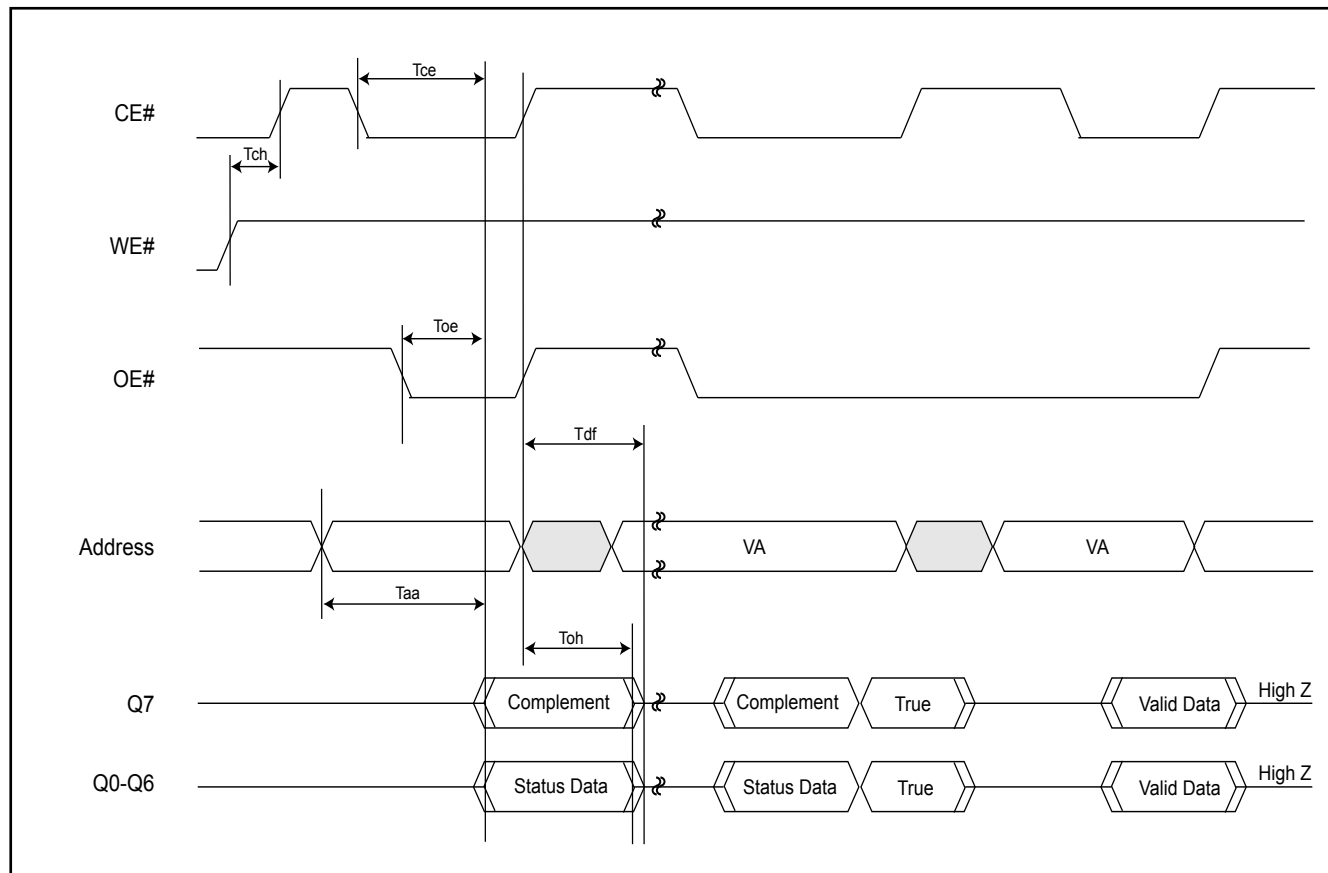 Tce
CE#
Tch
WE#
Toe
OE#
Tdf
Address
VA
VA
Taa
Toh
Q7
Complement
Complement
True
Valid Data
High Z
Q0-Q6
Status Data
Status Data
True
Valid Data
High Z